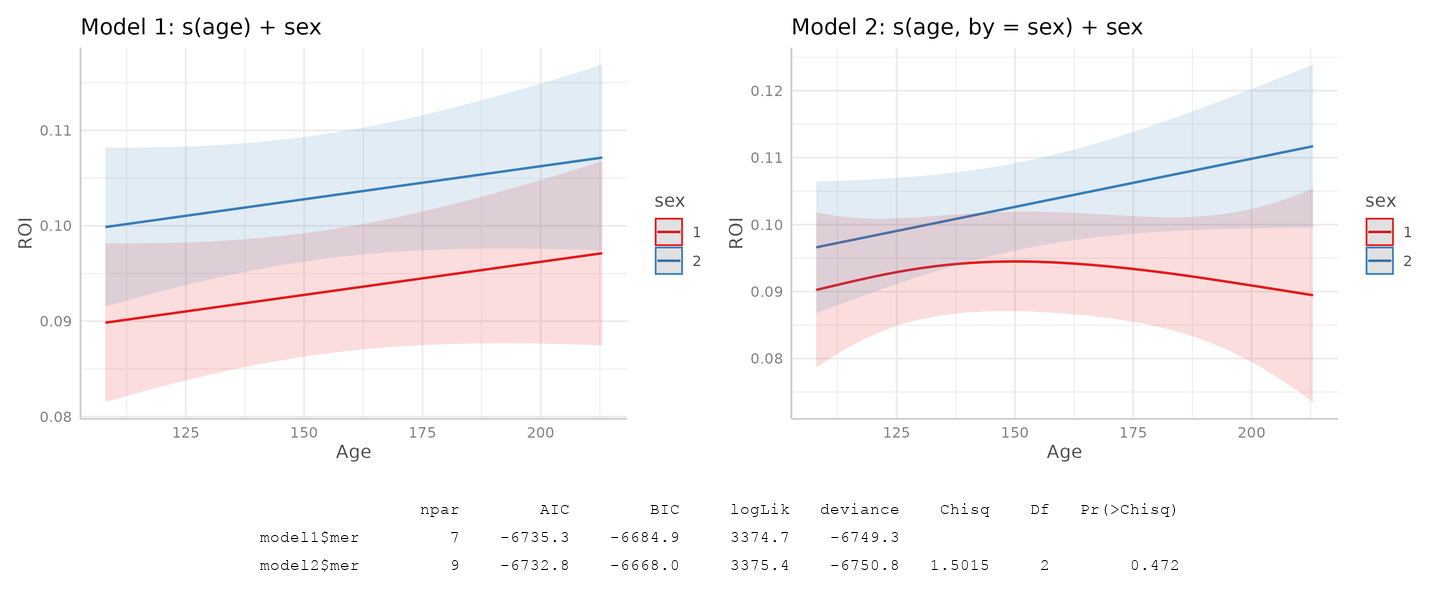 Model 1: s(age) + sex
0.11
0.10
0.09
0.08
ROI
125 150 175 200
Age
sex
1
2
Model 2: s(age, by = sex) + sex
0.12
0.11
0.10
0.09
0.08
ROI
125 150 175 200
Age
sex
1
2
npar AIC BIC logLik deviance Chisq Df Pr(>Chisq)
model1$mer 7 -6735.3 -6684.9 3374.7 -6749.3
model2$mer 9 -6732.8 -6668.0 3375.4 -6750.8 1.5015 2 0.472